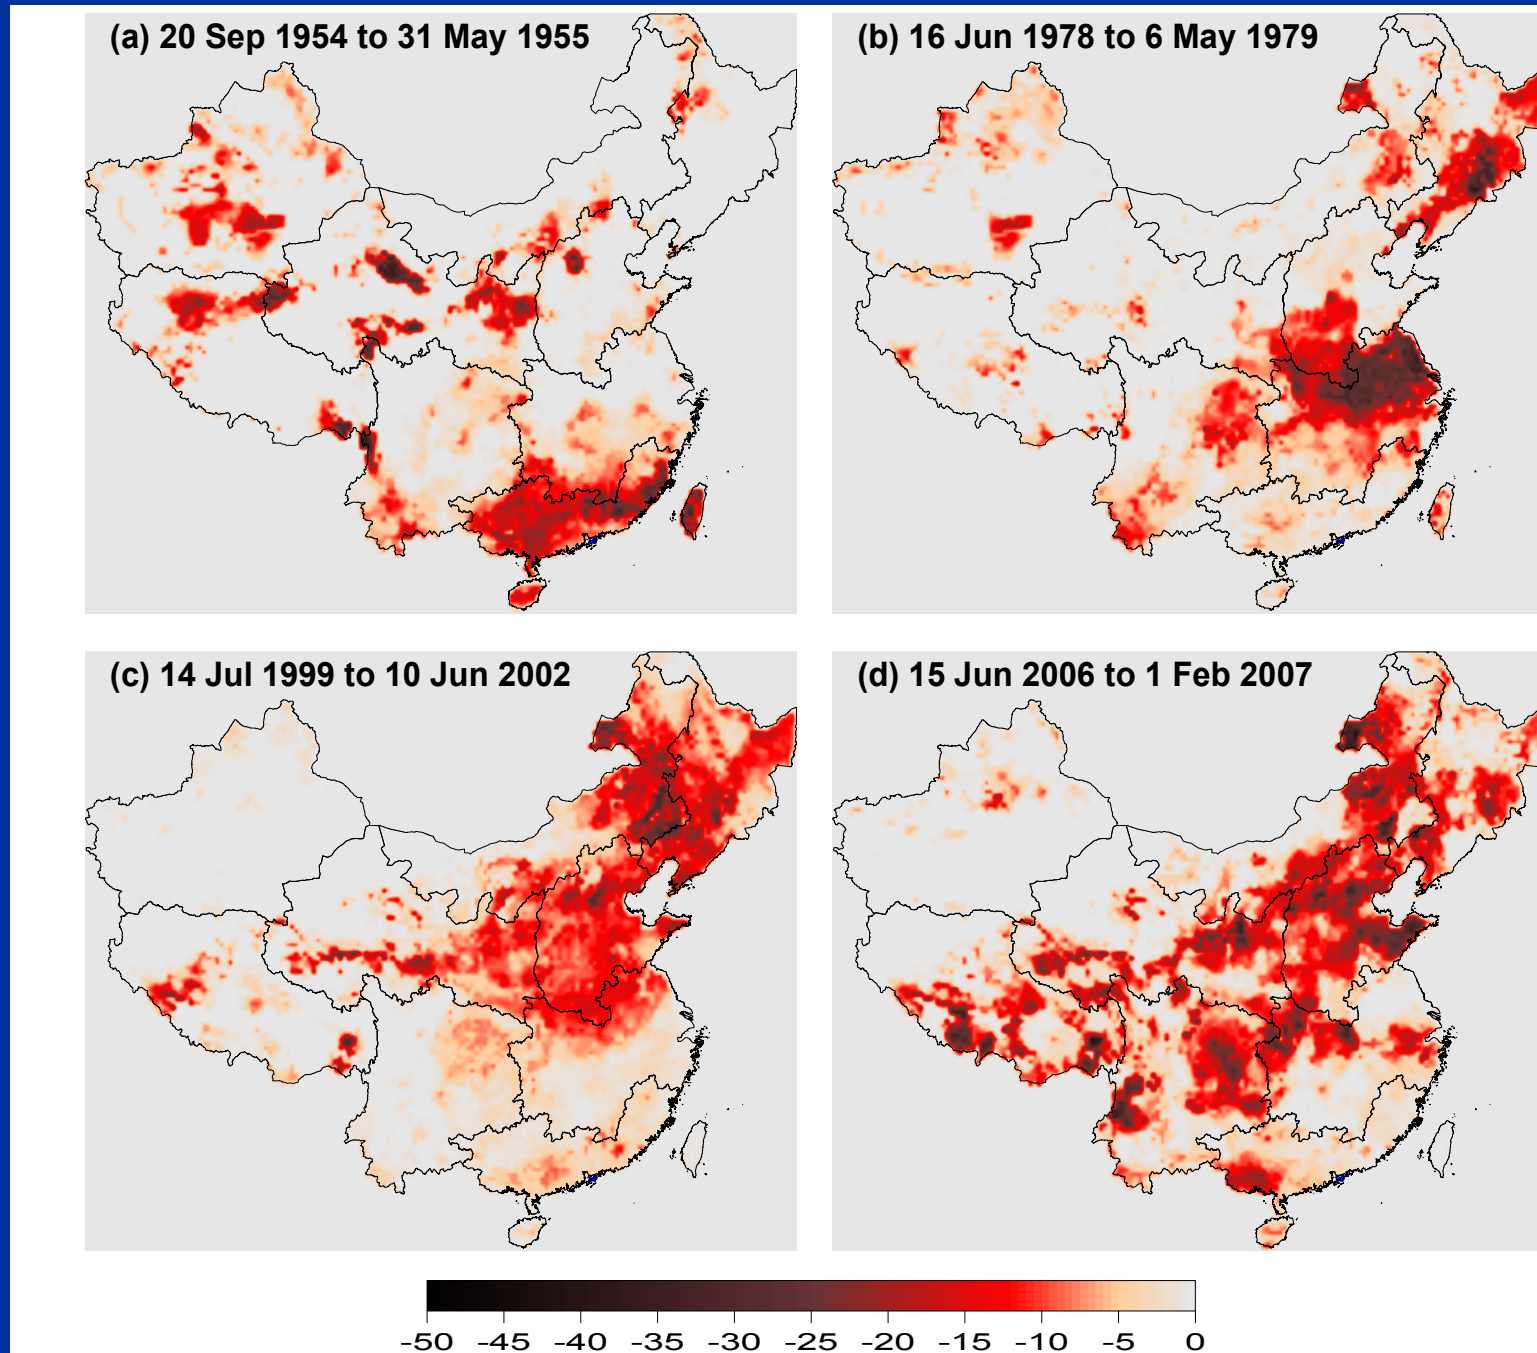 (a) 20 Sep 1954 to 31 May 1955
(b) 16 Jun 1978 to 6 May 1979
(c) 14 Jul 1999 to 10 Jun 2002
(d) 15 Jun 2006 to 1 Feb 2007
-50 -45 -40 -35 -30 -25 -20 -15 -10 -5 0